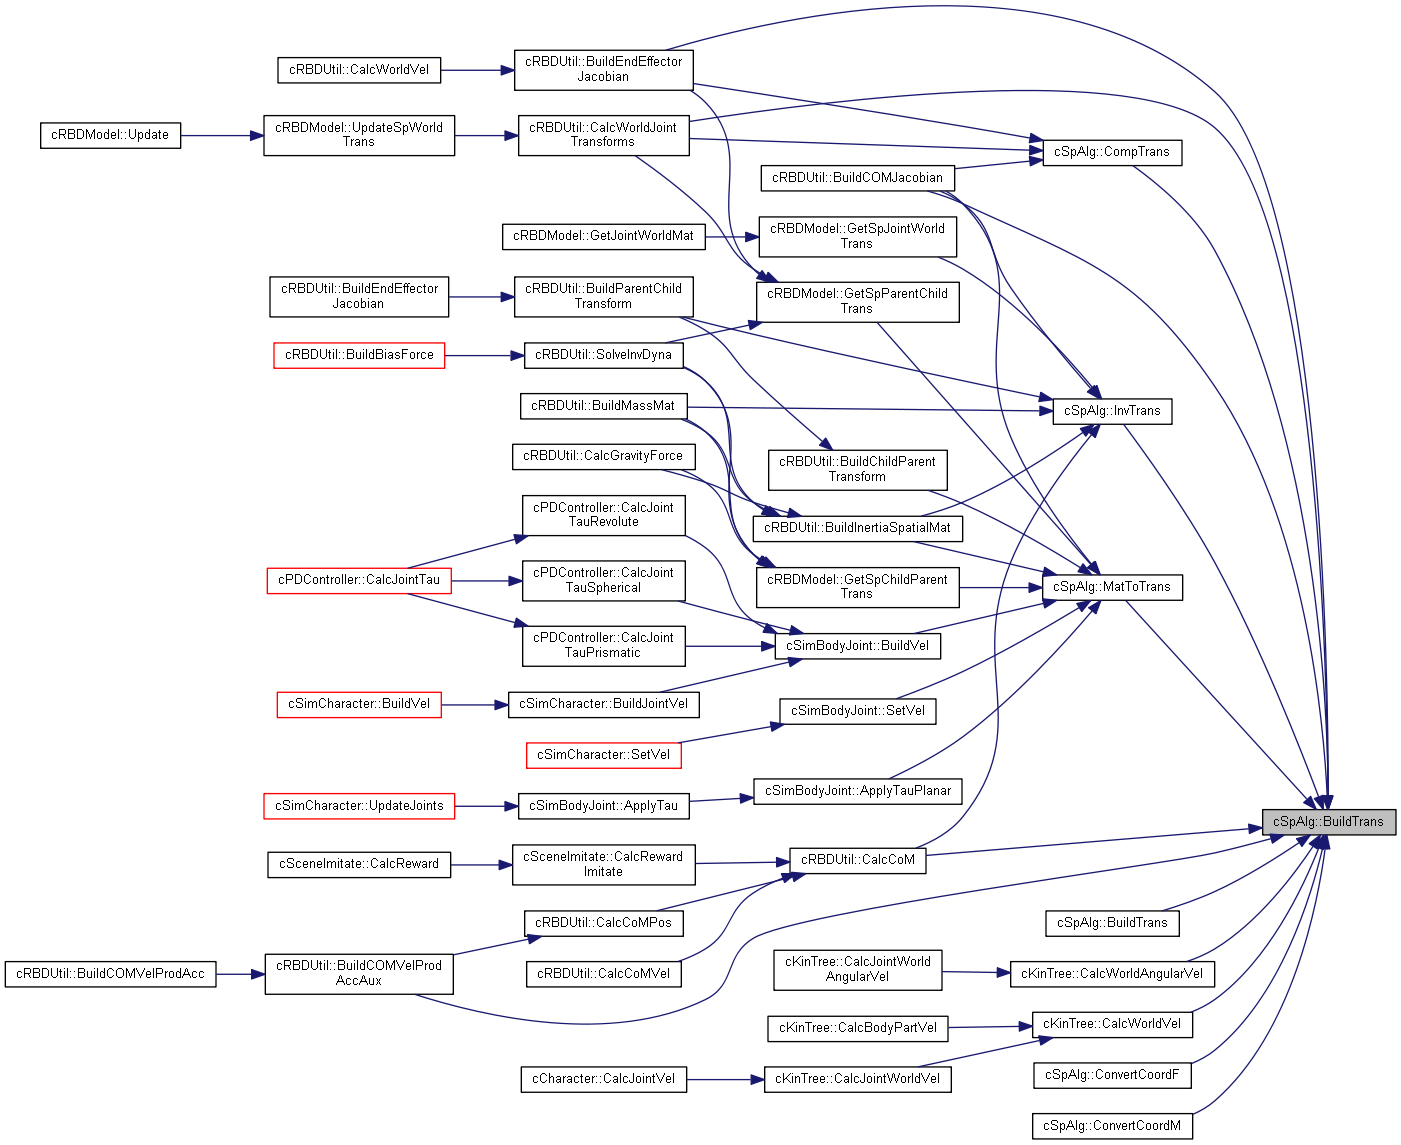 cRBDUtil::CalcWorldVel
cRBDUtil::BuildEndEffector
Jacobian
cRBDModel::Update
cRBDModel::UpdateSpWorld
Trans
cRBDUtil::CalcWorldJoint
Transforms
cSpAlg::CompTrans
cRBDUtil::BuildCOMJacobian
cRBDModel::GetJointWorldMat
cRBDModel::GetSpJointWorld
Trans
cRBDUtil::BuildEndEffector
Jacobian
cRBDUtil::BuildParentChild
Transform
cRBDModel::GetSpParentChild
Trans
cRBDUtil::BuildBiasForce
cRBDUtil::SolveInvDyna
cRBDUtil::BuildMassMat
cSpAlg::InvTrans
cRBDUtil::CalcGravityForce
cRBDUtil::BuildChildParent
Transform
cPDController::CalcJoint
TauRevolute
cRBDUtil::BuildInertiaSpatialMat
cPDController::CalcJointTau
cPDController::CalcJoint
TauSpherical
cRBDModel::GetSpChildParent
Trans
cSpAlg::MatToTrans
cPDController::CalcJoint
TauPrismatic
cSimBodyJoint::BuildVel
cSimCharacter::BuildVel
cSimCharacter::BuildJointVel
cSimBodyJoint::SetVel
cSimCharacter::SetVel
cSimCharacter::UpdateJoints
cSimBodyJoint::ApplyTau
cSimBodyJoint::ApplyTauPlanar
cSpAlg::BuildTrans
cSceneImitate::CalcReward
cSceneImitate::CalcReward
Imitate
cRBDUtil::CalcCoM
cRBDUtil::CalcCoMPos
cSpAlg::BuildTrans
cRBDUtil::BuildCOMVelProdAcc
cRBDUtil::BuildCOMVelProd
AccAux
cRBDUtil::CalcCoMVel
cKinTree::CalcJointWorld
AngularVel
cKinTree::CalcWorldAngularVel
cKinTree::CalcBodyPartVel
cKinTree::CalcWorldVel
cCharacter::CalcJointVel
cKinTree::CalcJointWorldVel
cSpAlg::ConvertCoordF
cSpAlg::ConvertCoordM